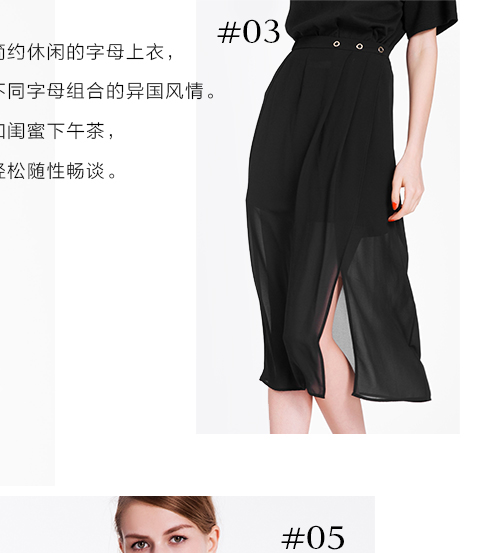 #03
简约休闲的字母上衣，
不同字母组合的异国风情。
和闺蜜下午茶，
轻松随性畅谈。
#05